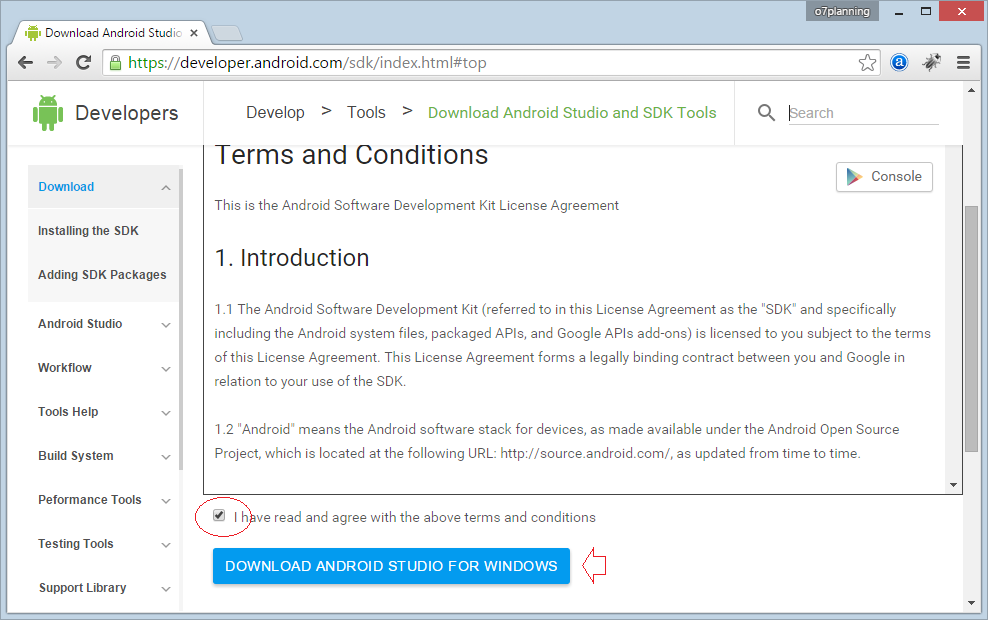 o7planning
Download Android Studio
https://developer.android.com/sdk/index.html#top
Developers
Develop > Tools > Download Android Studio and SDK Tools
Search
Download
Installing the SDK
Adding SDK Packages
Android Studio
Workflow
Tools Help
Build System
Peformance Tools
Testing Tools
Support Library
Terms and Conditions
Console
This is the Android Software Development Kit License Agreement
1. Introduction
1.1 The Android Software Development Kit (referred to in this License Agreement as the "SDK" and specifically
including the Android system files, packaged APIs, and Google APIs add-ons) is licensed to you subject to the terms
of this License Agreement. This License Agreement forms a legally binding contract between you and Google in
relation to your use of the SDK.
1.2 "Android" means the Android software stack for devices, as made available under the Android Open Source
Project, which is located at the following URL: http://source.android.com/, as updated from time to time.
I have read and agree with the above terms and conditions
DOWNLOAD ANDROID STUDIO FOR WINDOWS